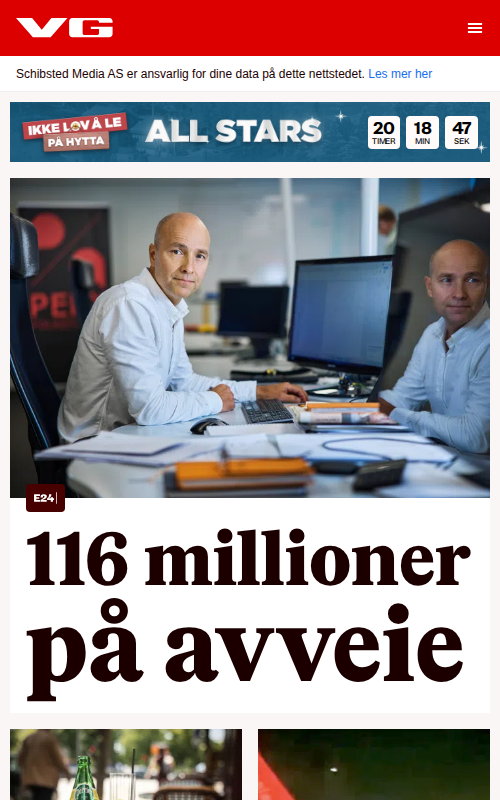 VG
Schibsted Media AS er ansvarlig for dine data på dette nettstedet. Les mer her
IKKE LOV Å LE
PÅ HYTTA
ALL STARS
20 TIMER
18 MIN
47 SEK
E24
116 millioner
på avveie